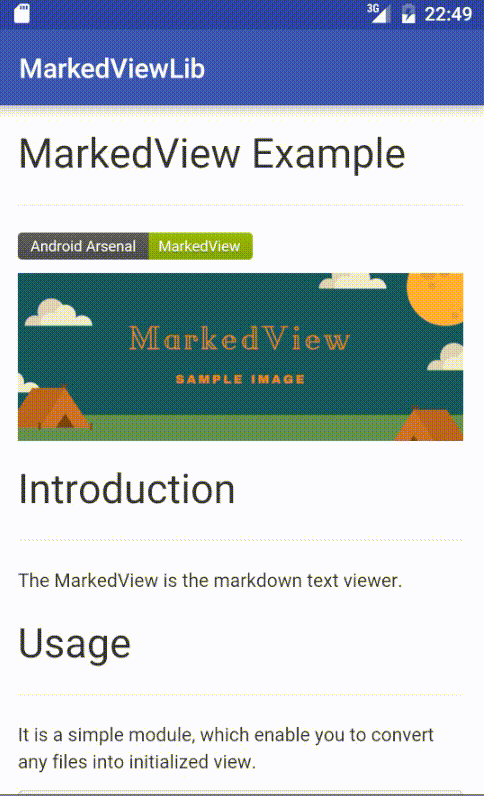 3G 22:49
MarkedViewLib
MarkedView Example
Android Arsenal MarkedView
MarkedView
SAMPLE IMAGE
Introduction
The MarkedView is the markdown text viewer.
Usage
It is a simple module, which enable you to convert
any files into initialized view.